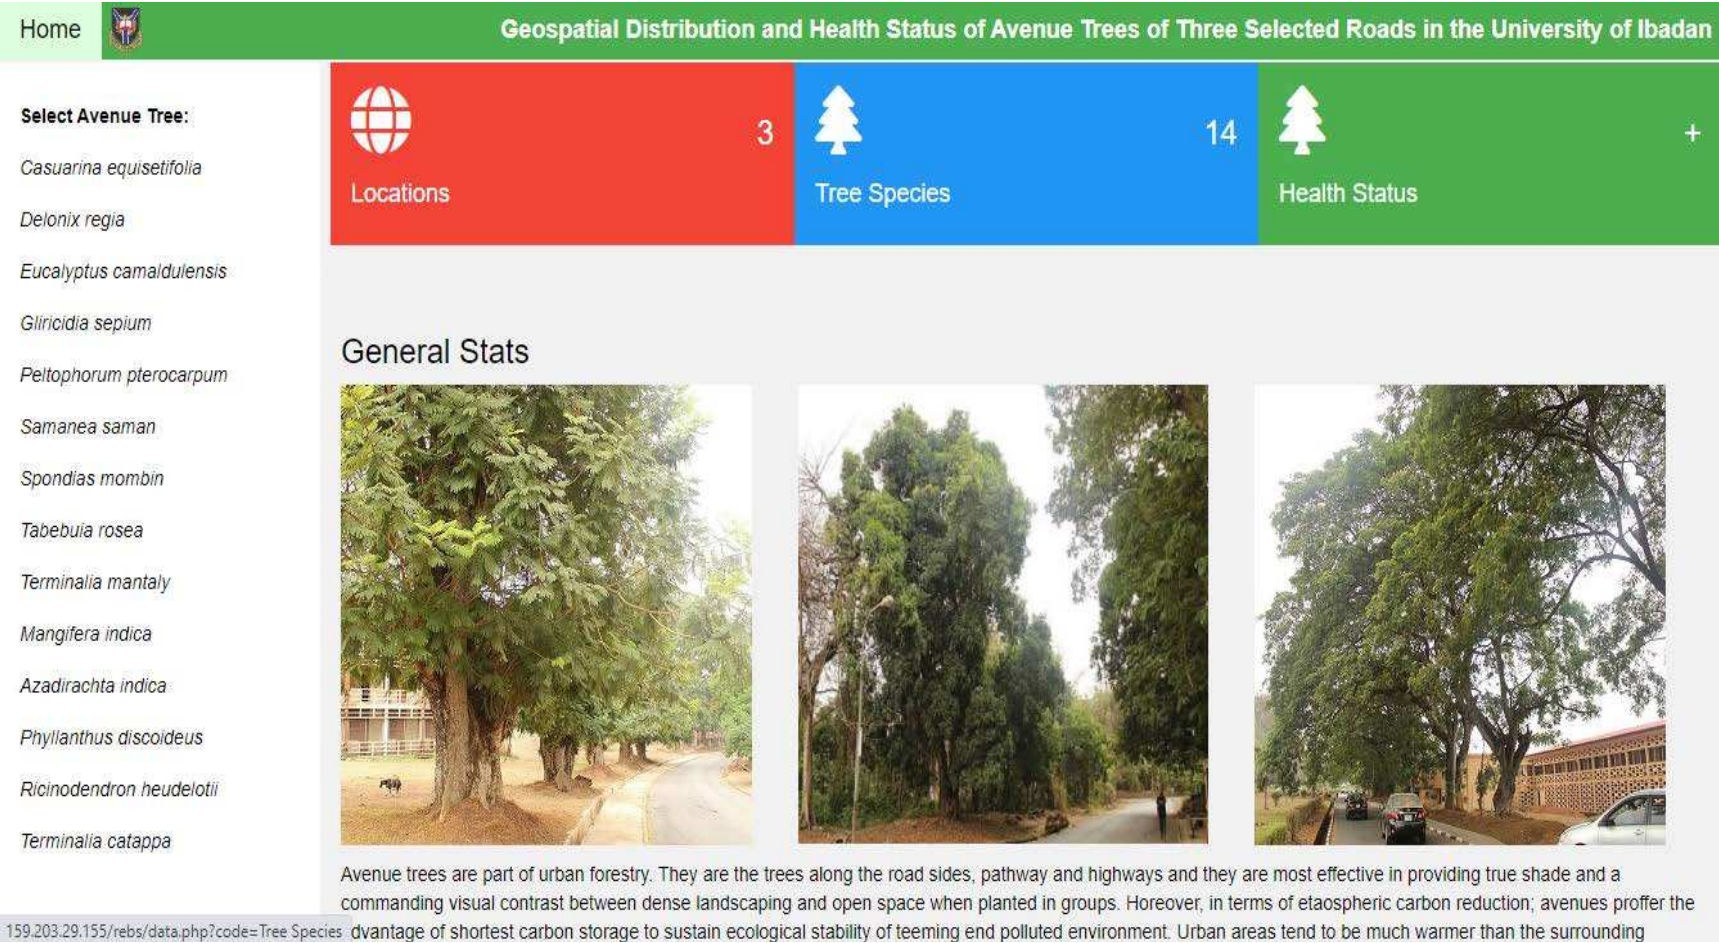 Home
Geospatial Distribution and Health Status of Avenue Trees of Three Selected Roads in the University of Ibadan
Select Avenue Tree:
Casuarina equisetifolia
Delonix regia
Eucalyptus camaldulensis
Gliricidia sepium
Peltophorum pterocarpum
Samanea saman
Spondias mombin
Tabebuia rosea
Terminalia mantaly
Mangifera indica
Azadirachta indica
Phyllanthus discoideus
Ricinodendron heudelotii
Terminalia catappa
3
Locations
14
Tree Species
+
Health Status
General Stats
Avenue trees are part of urban forestry. They are the trees along the road sides, pathway and highways and they are most effective in providing true shade and a
commanding visual contrast between dense landscaping and open space when planted in groups. Horeover, in terms of etaospheric carbon reduction; avenues proffer the
dvantage of shortest carbon storage to sustain ecological stability of teeming end polluted environment. Urban areas tend to be much warmer than the surrounding
159.203.29.155/rebs/data.php?code=Tree Species